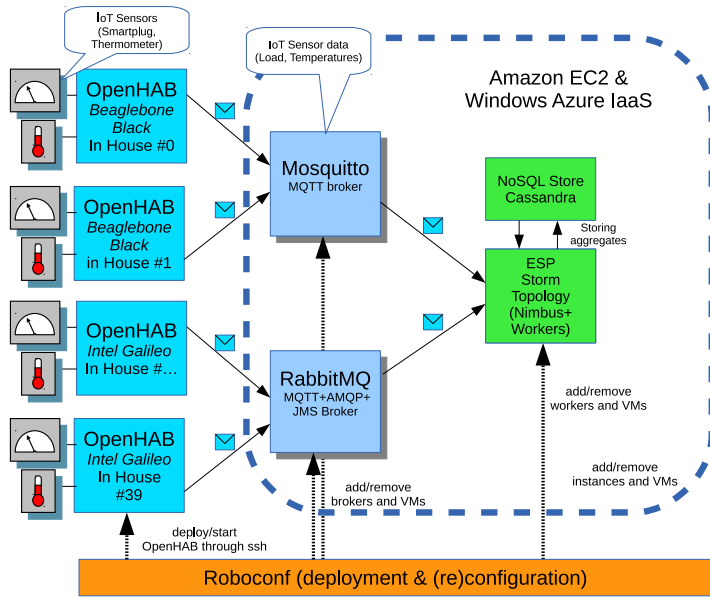 IoT Sensors
(Smartplug,
Thermometer)
IoT Sensor data
(Load, Temperatures)
Amazon EC2 &
Windows Azure IaaS
OpenHAB
Beaglebone
Black
In House #0
OpenHAB
Beaglebone
Black
in House #1
OpenHAB
Intel Galileo
In House #...
OpenHAB
Intel Galileo
In House
#39
Mosquitto
MQTT broker
RabbitMQ
MQTT+AMQP+
JMS Broker
NoSQL Store
Cassandra
Storing
aggregates
ESP
Storm
Topology
(Nimbus+
Workers)
add/remove
workers and VMs
add/remove
instances and VMs
add/remove
brokers and VMs
deploy/start
OpenHAB through ssh
Roboconf (deployment & (re)configuration)